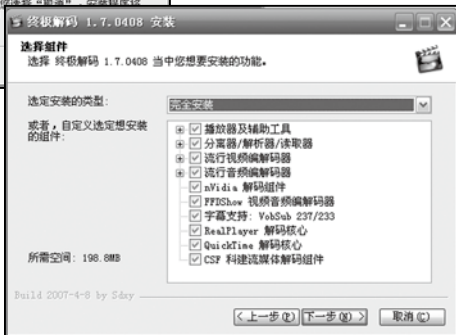 终极解码 1.7.0408 安装
选择组件
选择 终极解码 1.7.0408 当中您想要安装的功能。
选定安装的类型:
完全安装
或者，自定义选定想安装
的组件:
播放器及辅助工具
分离器/解析器/读取器
流行视频编解码器
流行音频编解码器
nVidia 解码组件
FFDShow 视频音频编解码器
字幕支持: VobSub 237/233
RealPlayer 解码核心
QuickTime 解码核心
CSF 科建流媒体解码组件
所需空间: 198.8MB
Build 2007-4-8 by Sdxy
< 上一步(P)
下一步(N) >
取消(C)